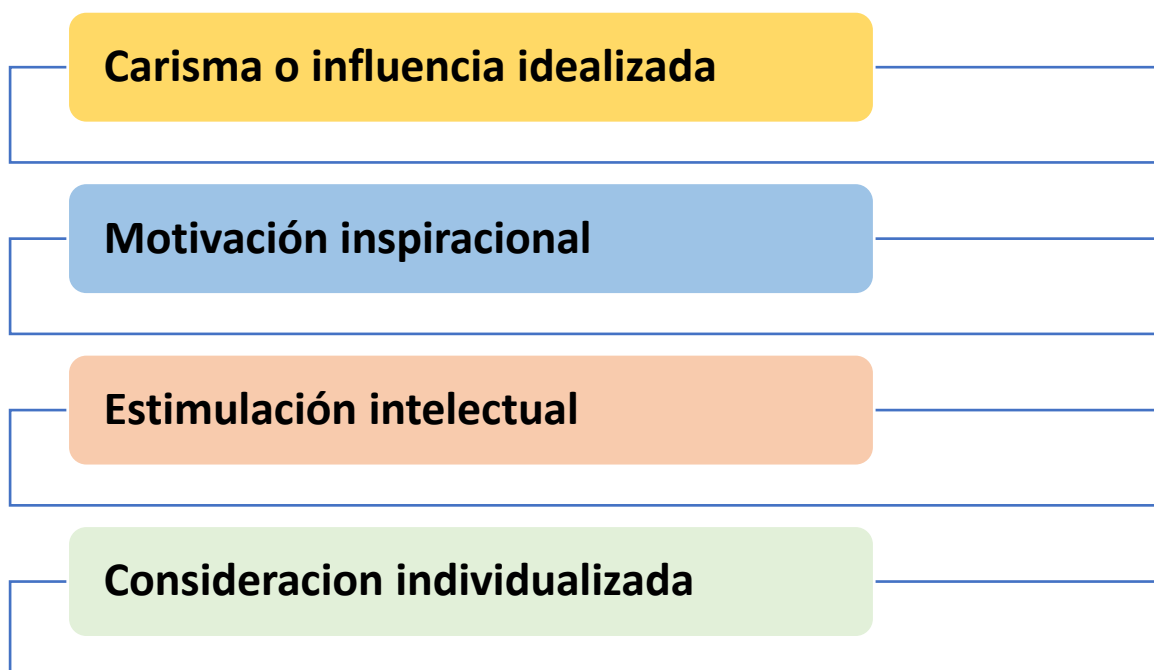 Carisma o influencia idealizada
Motivación inspiracional
Estimulación intelectual
Consideracion individualizada